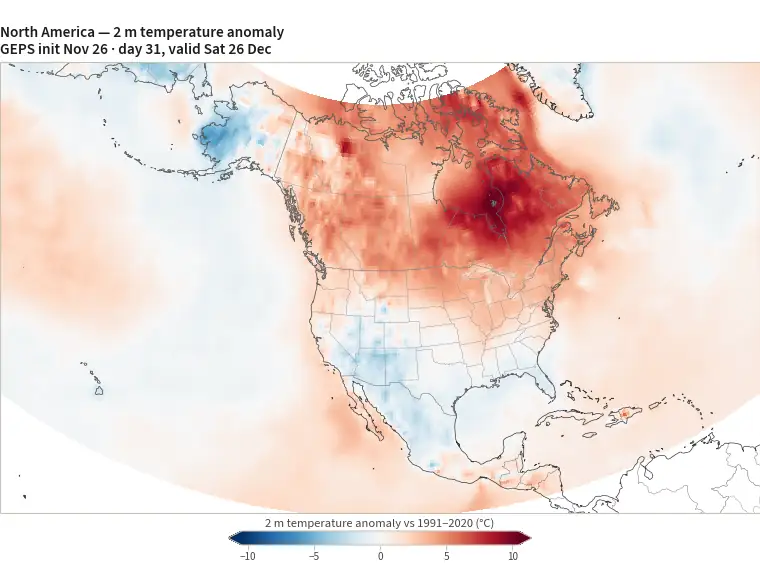 North America — 2 m temperature anomaly
GEPS init Nov 26 · day 31, valid Sat 26 Dec
2 m temperature anomaly vs 1991–2020 (°C)
−10 −5 0 5 10